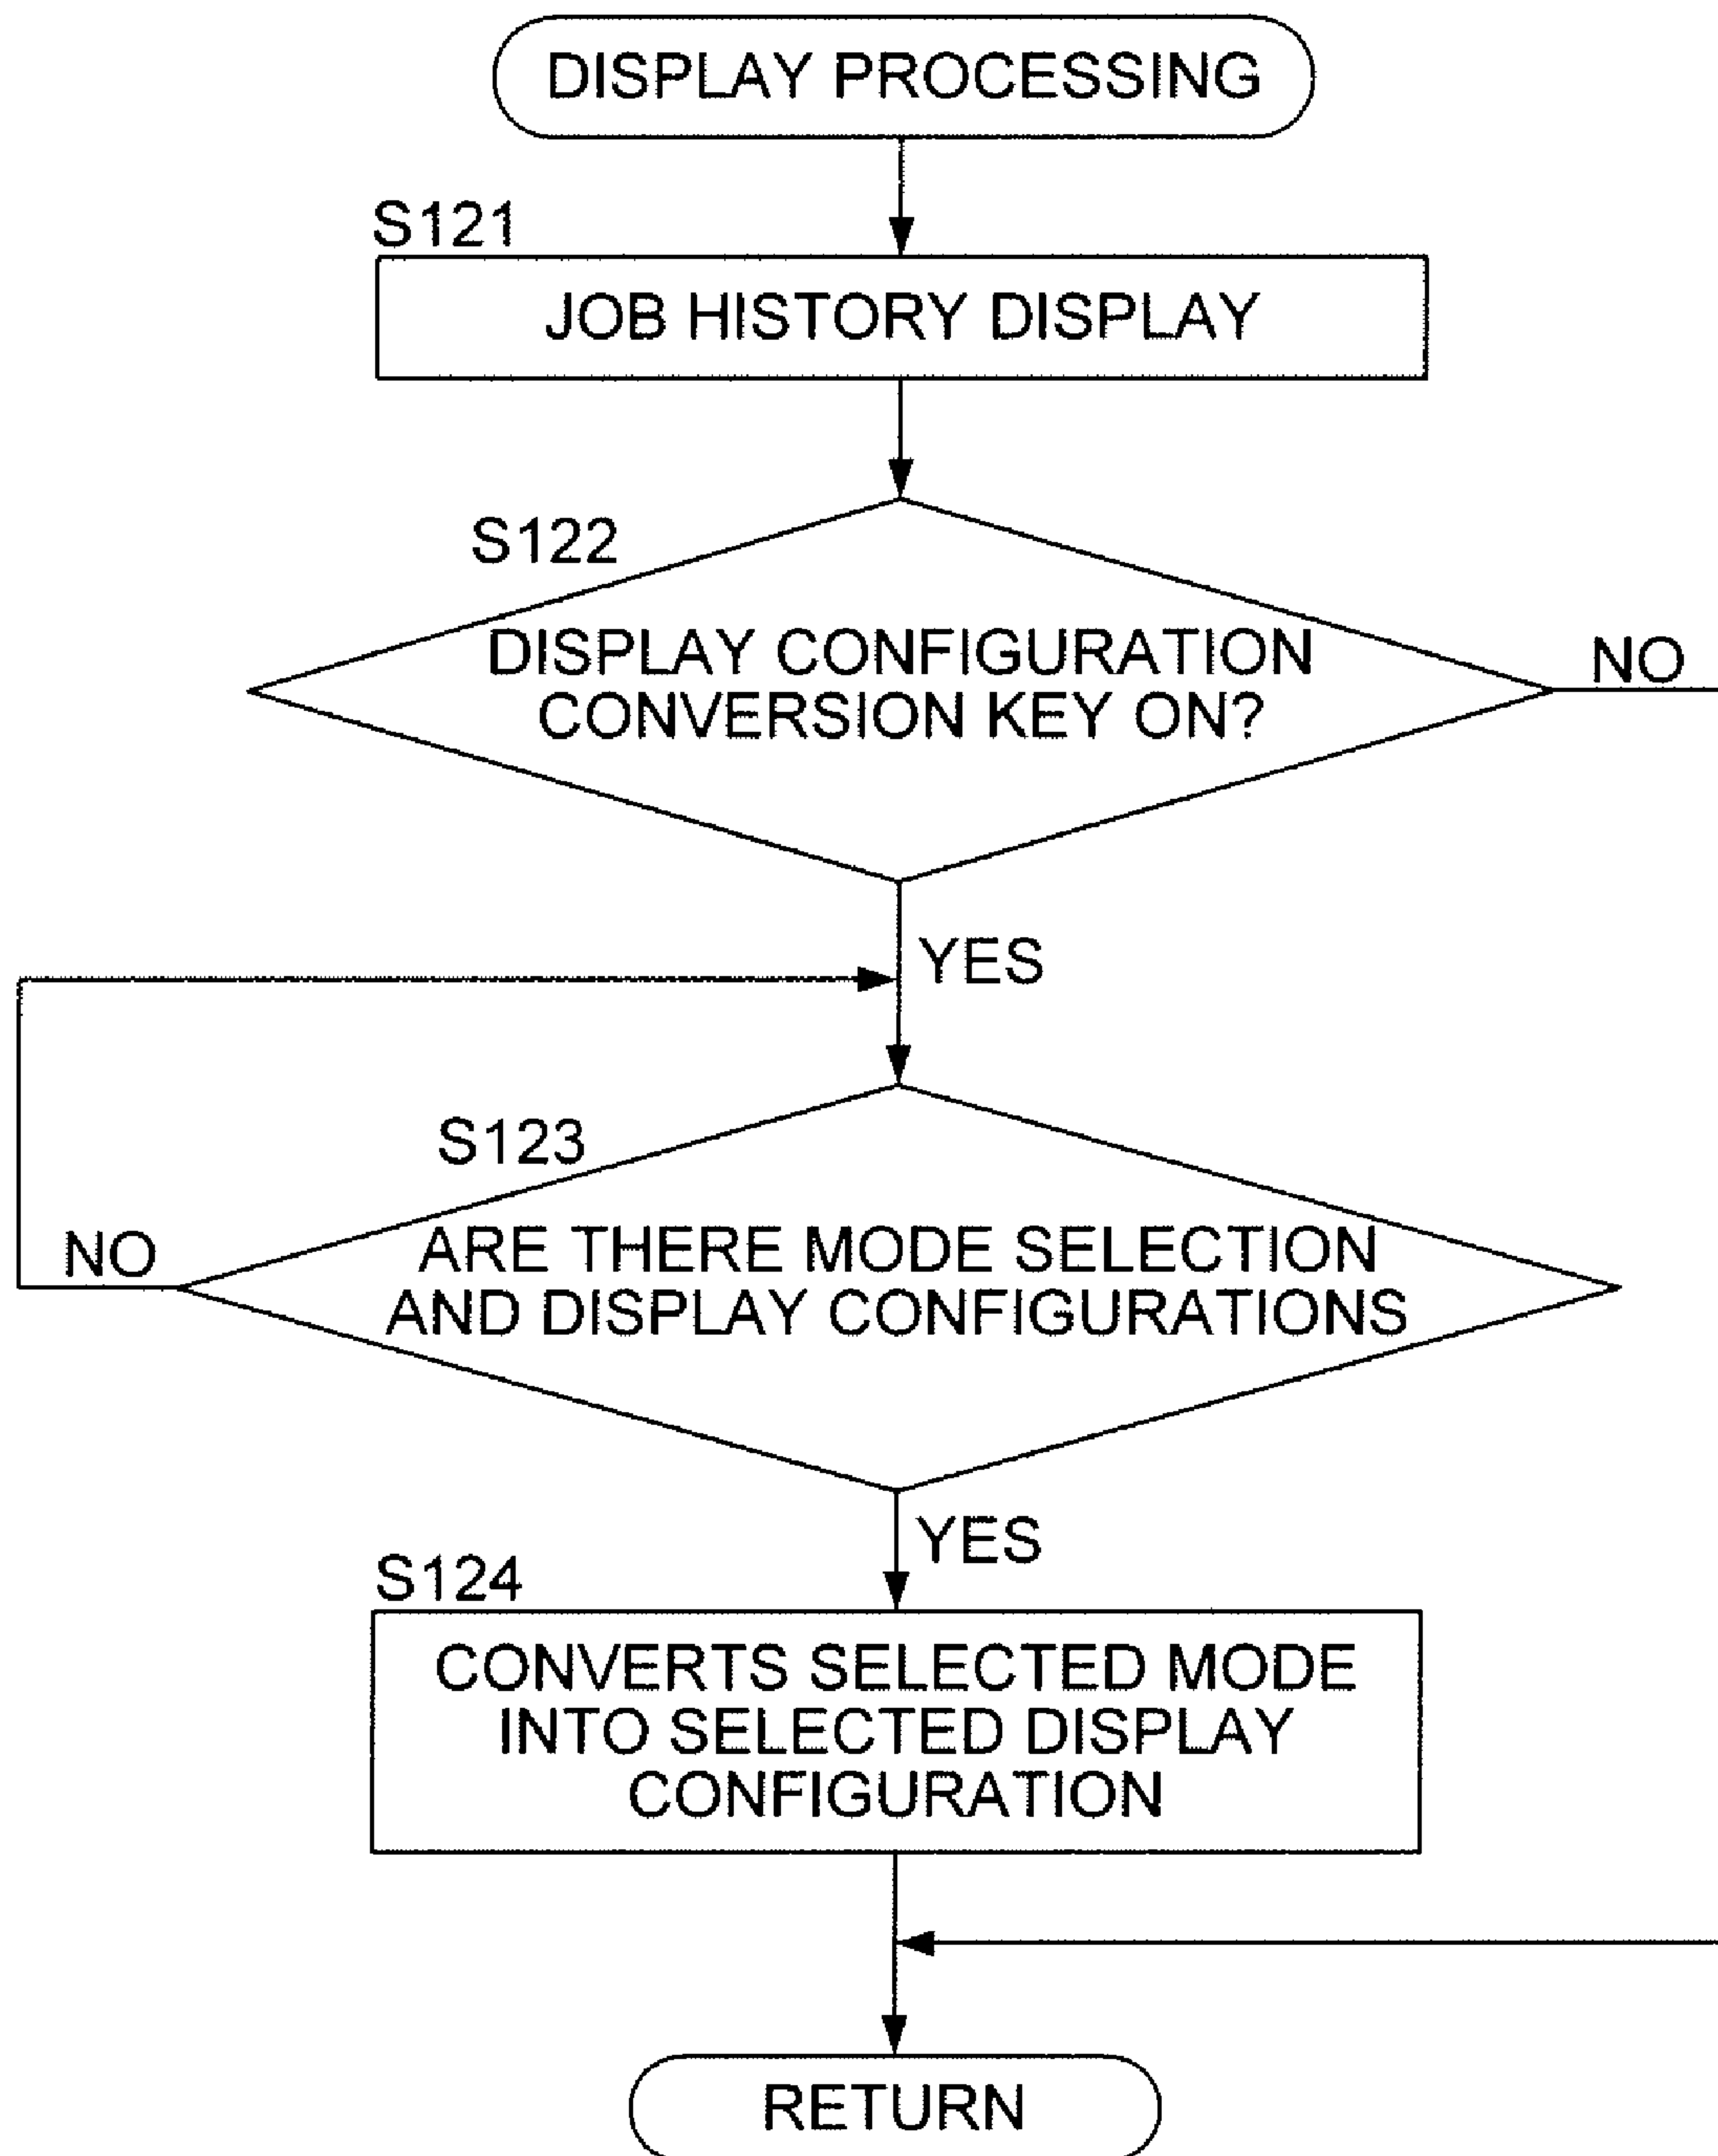 DISPLAY PROCESSING
S121
JOB HISTORY DISPLAY
S122
DISPLAY CONFIGURATION
CONVERSION KEY ON?
NO
YES
S123
ARE THERE MODE SELECTION
AND DISPLAY CONFIGURATIONS
NO
YES
S124
CONVERTS SELECTED MODE
INTO SELECTED DISPLAY
CONFIGURATION
RETURN